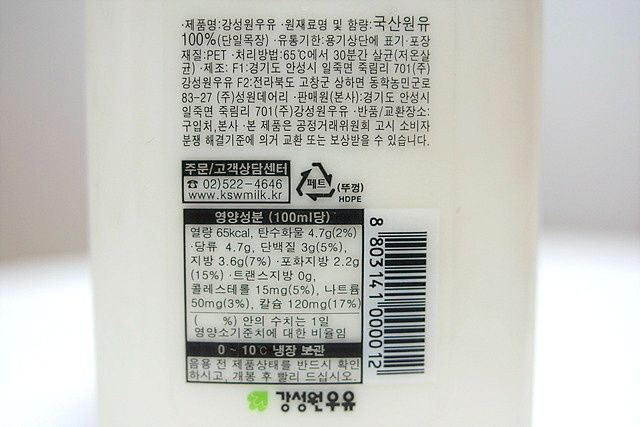 ·제품명:강성원우유 ·원재료명 및 함량:국산원유
100%(단일목장) ·유통기한:용기상단에 표기·포장
재질:PET ·처리방법:65℃에서 30분간 살균(저온살
균) ·제조: F1:경기도 안성시 일죽면 죽림리 701(주)
강성원우유 F2:전라북도 고창군 상하면 동학농민군로
83-27 (주)성원데어리 ·판매원(본사):경기도 안성시
일죽면 죽림리 701(주)강성원우유 ·반품/교환장소:
구입처,본사 ·본 제품은 공정거래위원회 고시 소비자
분쟁 해결기준에 의거 교환 또는 보상받을 수 있습니다.
주문/고객상담센터
☎ 02)522-4646
www.kswmilk.co.kr
페트
(뚜껑)
HDPE
영양성분 (100ml당)
열량 65kcal, 탄수화물 4.7g(2%)
·당류 4.7g, 단백질 3g(5%),
지방 3.6g(7%) ·포화지방 2.2g
(15%) ·트랜스지방 0g,
콜레스테롤 15mg(5%), 나트륨
50mg(3%), 칼슘 120mg(17%)
( %) 안의 수치는 1일
영양소기준치에 대한 비율임
0~10℃ 냉장 보관
음용 전 제품상태를 반드시 확인
하시고, 개봉 후 빨리 드십시오.
8 803141 000012
강성원우유